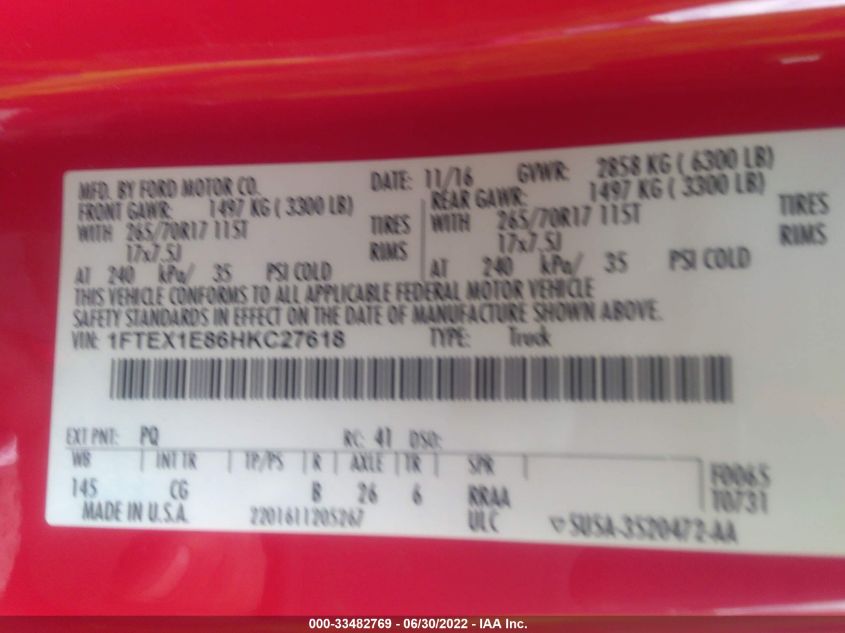 MFD. BY FORD MOTOR CO. DATE: 11/16 GVWR: 2858 KG ( 6300 LB)
FRONT GAWR: 1497 KG ( 3300 LB) REAR GAWR: 1497 KG ( 3300 LB)
WITH 265/70R17 115T TIRES WITH 265/70R17 115T TIRES
17x7.5J RIMS 17x7.5J RIMS
AT 240 kPa/ 35 PSI COLD AT 240 kPa/ 35 PSI COLD
THIS VEHICLE CONFORMS TO ALL APPLICABLE FEDERAL MOTOR VEHICLE
SAFETY STANDARDS IN EFFECT ON THE DATE OF MANUFACTURE SHOWN ABOVE.
VIN: 1FTEX1E86HKC27618 TYPE: Truck
EXT PNT: PQ RC: 41 DSO:
WB INT TR TP/PS R AXLE TR SPR F0065
145 CG B 26 6 RRAA T0731
MADE IN U.S.A. 2201611205267 ULC 5U5A-3520472-AA
000-33482769 - 06/30/2022 - IAA Inc.